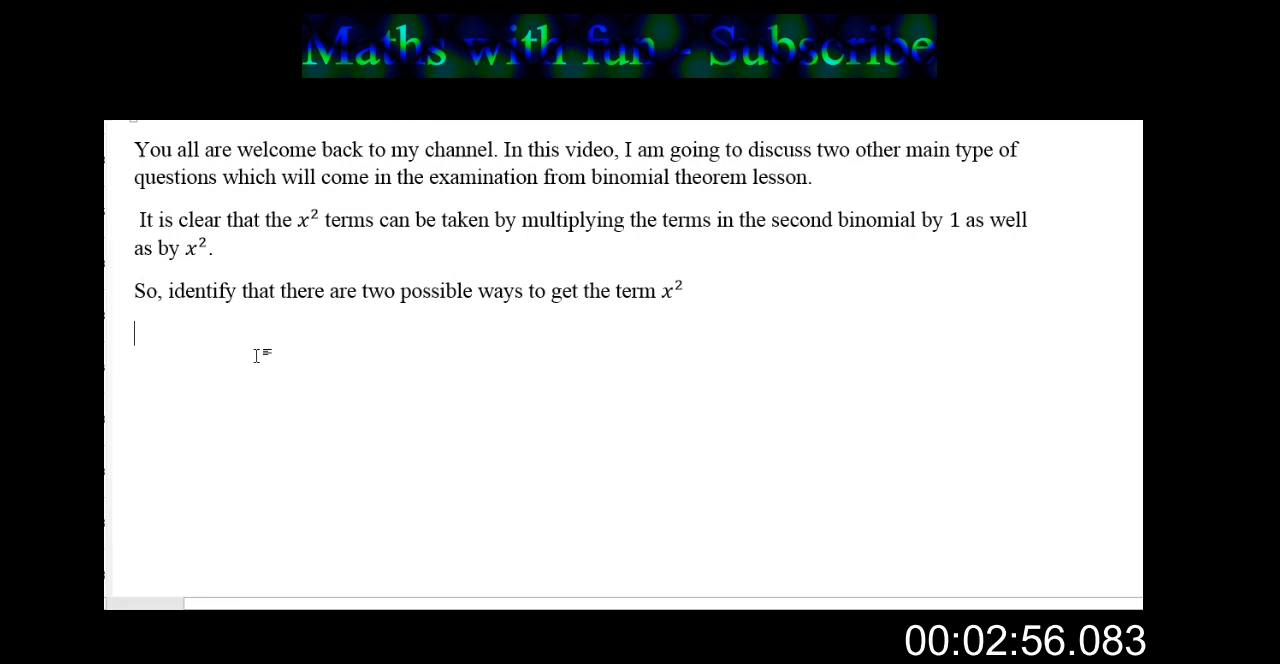 Maths with fun - Subscribe
You all are welcome back to my channel. In this video, I am going to discuss two other main type of
questions which will come in the examination from binomial theorem lesson.
It is clear that the x² terms can be taken by multiplying the terms in the second binomial by 1 as well
as by x².
So, identify that there are two possible ways to get the term x²
00:02:56.083